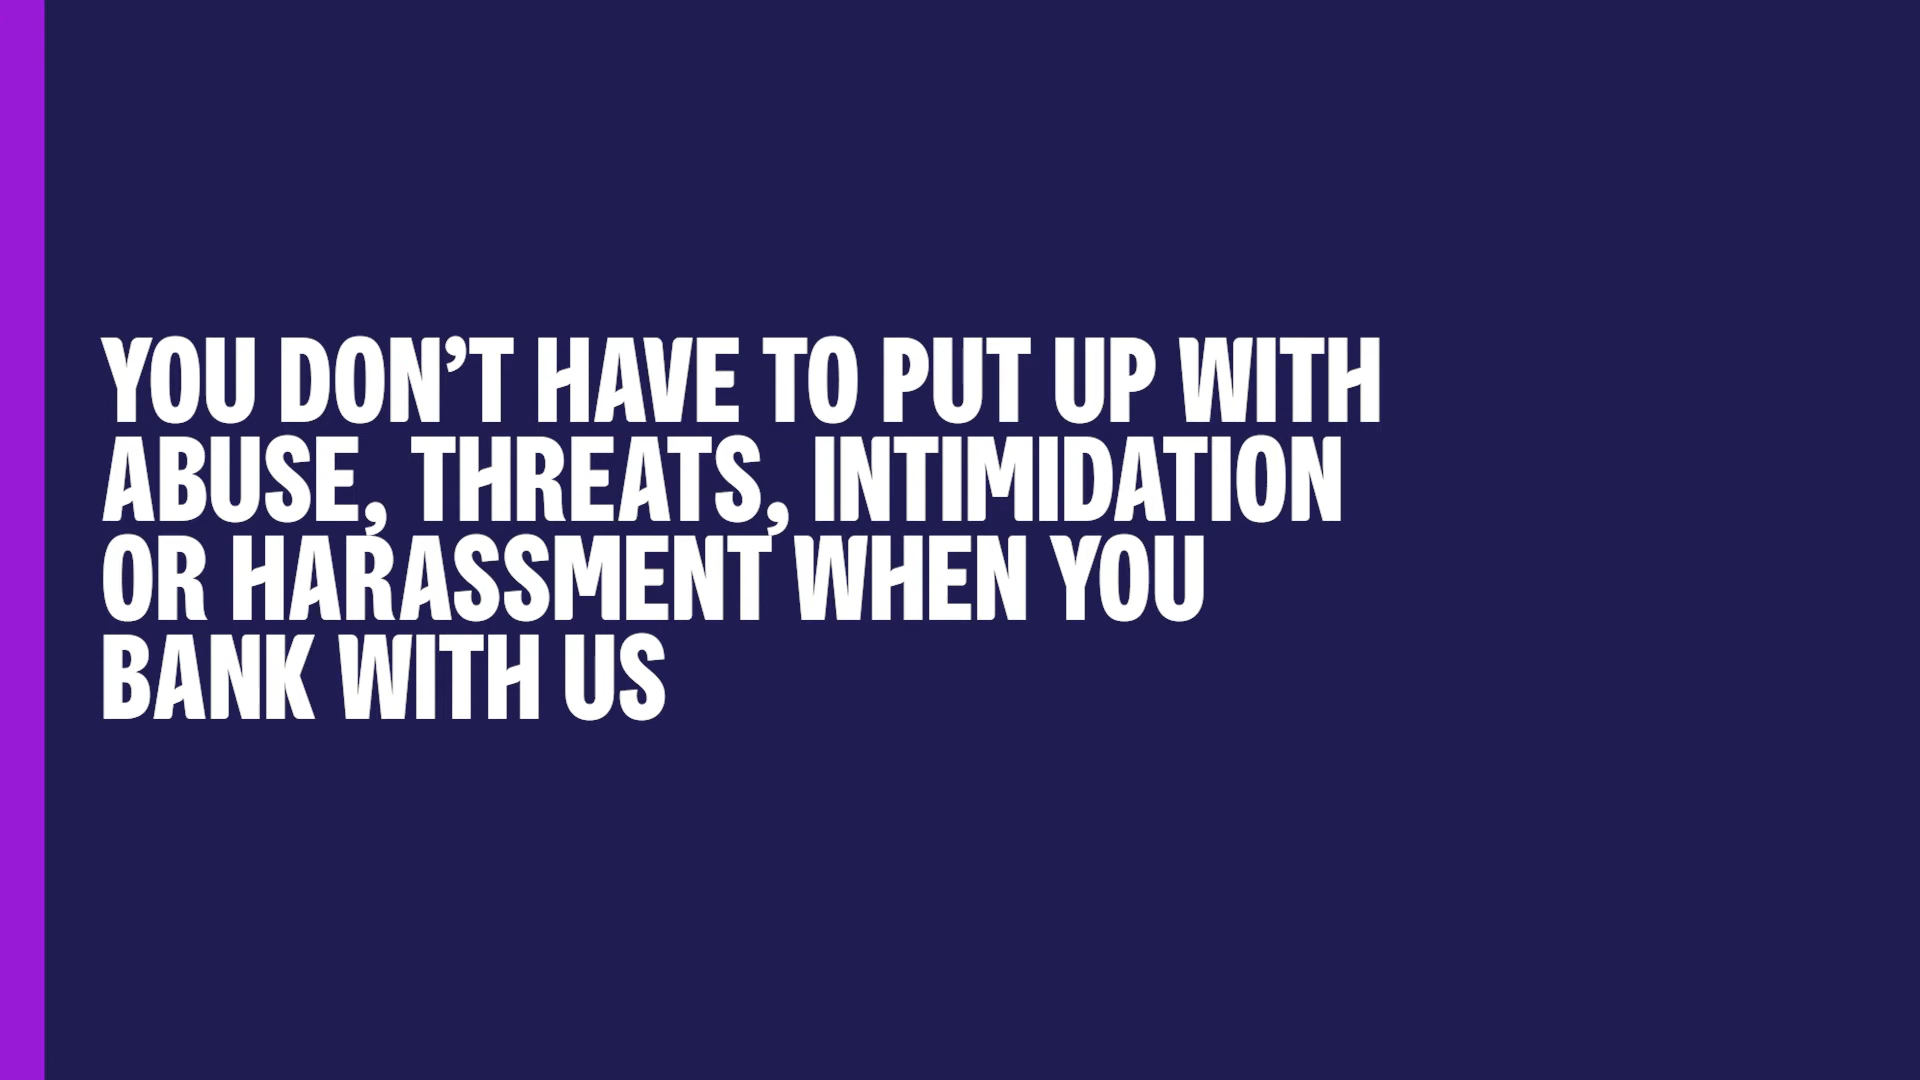 YOU DON’T HAVE TO PUT UP WITH
ABUSE, THREATS, INTIMIDATION
OR HARASSMENT WHEN YOU
BANK WITH US